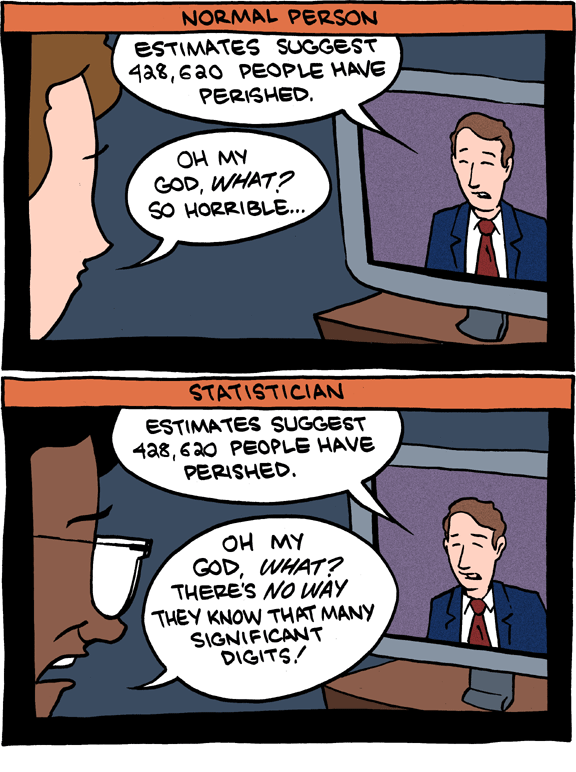 NORMAL PERSON
ESTIMATES SUGGEST
428,620 PEOPLE HAVE
PERISHED.
OH MY
GOD, WHAT?
SO HORRIBLE...
STATISTICIAN
ESTIMATES SUGGEST
428,620 PEOPLE HAVE
PERISHED.
OH MY
GOD, WHAT?
THERE'S NO WAY
THEY KNOW THAT MANY
SIGNIFICANT
DIGITS!